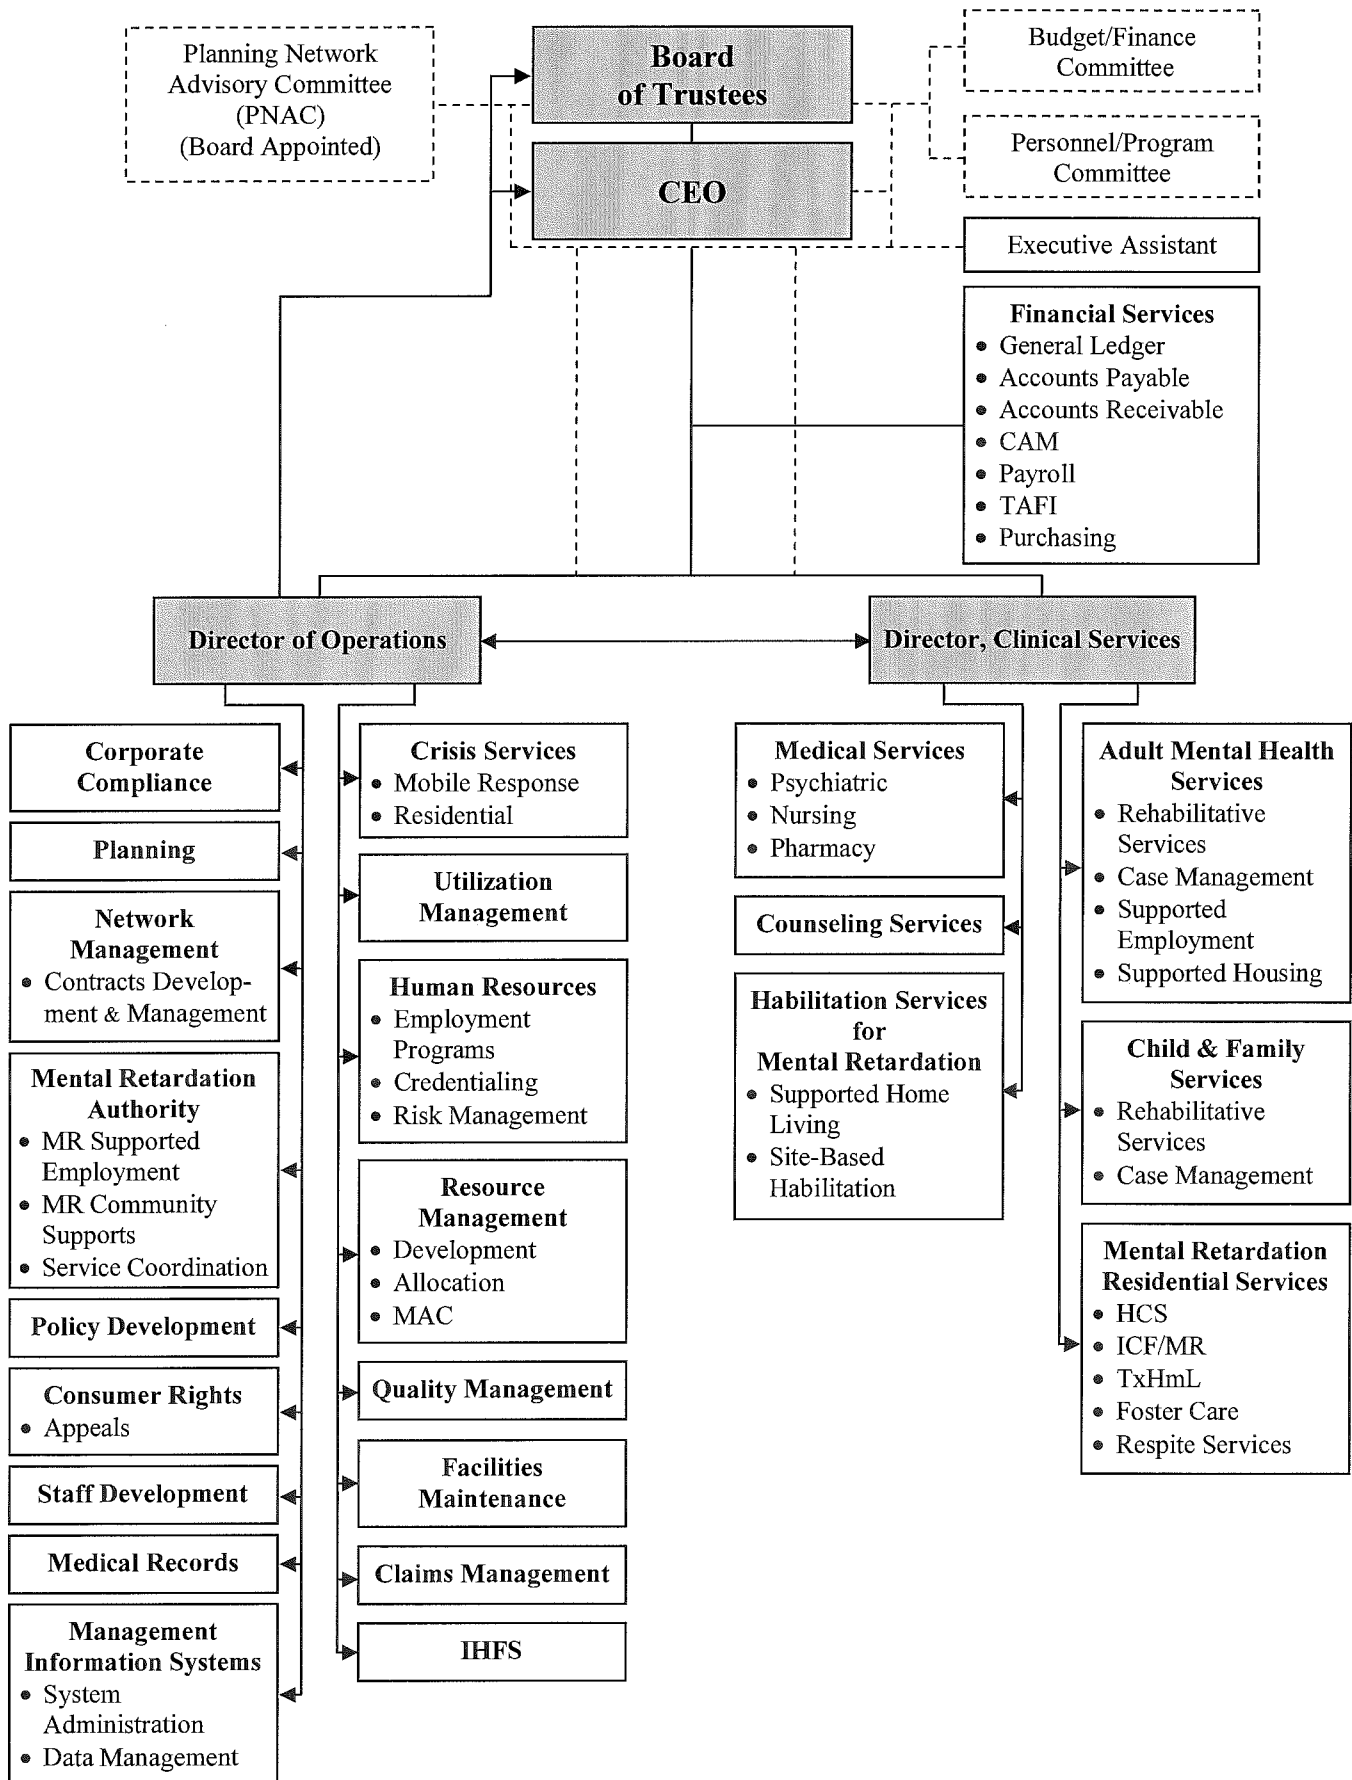 Planning Network
Advisory Committee
(PNAC)
(Board Appointed)
Board
of Trustees
Budget/Finance
Committee
Personnel/Program
Committee
CEO
Executive Assistant
Financial Services
• General Ledger
• Accounts Payable
• Accounts Receivable
• CAM
• Payroll
• TAFI
• Purchasing
Director of Operations
Director, Clinical Services
Corporate
Compliance
Planning
Network
Management
• Contracts Develop-
ment & Management
Mental Retardation
Authority
• MR Supported
Employment
• MR Community
Supports
• Service Coordination
Policy Development
Consumer Rights
• Appeals
Staff Development
Medical Records
Management
Information Systems
• System
Administration
• Data Management
Crisis Services
• Mobile Response
• Residential
Utilization
Management
Human Resources
• Employment
Programs
• Credentialing
• Risk Management
Resource
Management
• Development
• Allocation
• MAC
Quality Management
Facilities
Maintenance
Claims Management
IHFS
Medical Services
• Psychiatric
• Nursing
• Pharmacy
Counseling Services
Habilitation Services
for
Mental Retardation
• Supported Home
Living
• Site-Based
Habilitation
Adult Mental Health
Services
• Rehabilitative
Services
• Case Management
• Supported
Employment
• Supported Housing
Child & Family
Services
• Rehabilitative
Services
• Case Management
Mental Retardation
Residential Services
• HCS
• ICF/MR
• TxHmL
• Foster Care
• Respite Services